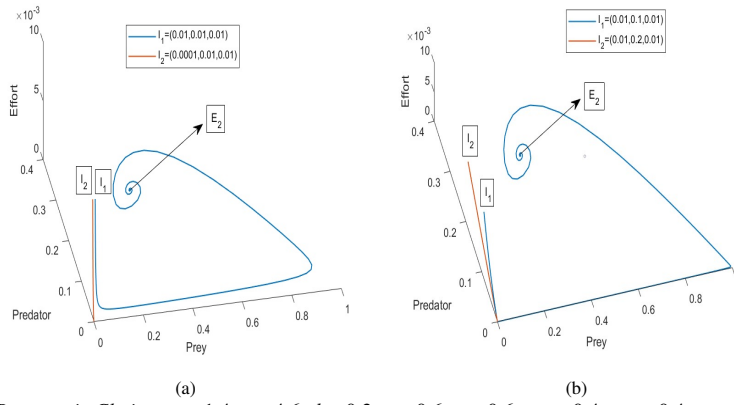 ×10⁻³
10
5
0
Effort
0.4
0.3
0.2
0.1
0
Predator
0
0.2
0.4
0.6
0.8
1
Prey
I₁=(0.01,0.01,0.01)
I₂=(0.0001,0.01,0.01)
E₂
I₂
I₁
(a)
×10⁻³
10
5
0
Effort
0.4
0.3
0.2
0.1
0
Predator
0
0.2
0.4
0.6
0.8
Prey
I₁=(0.01,0.1,0.01)
I₂=(0.01,0.2,0.01)
E₂
I₂
I₁
(b)